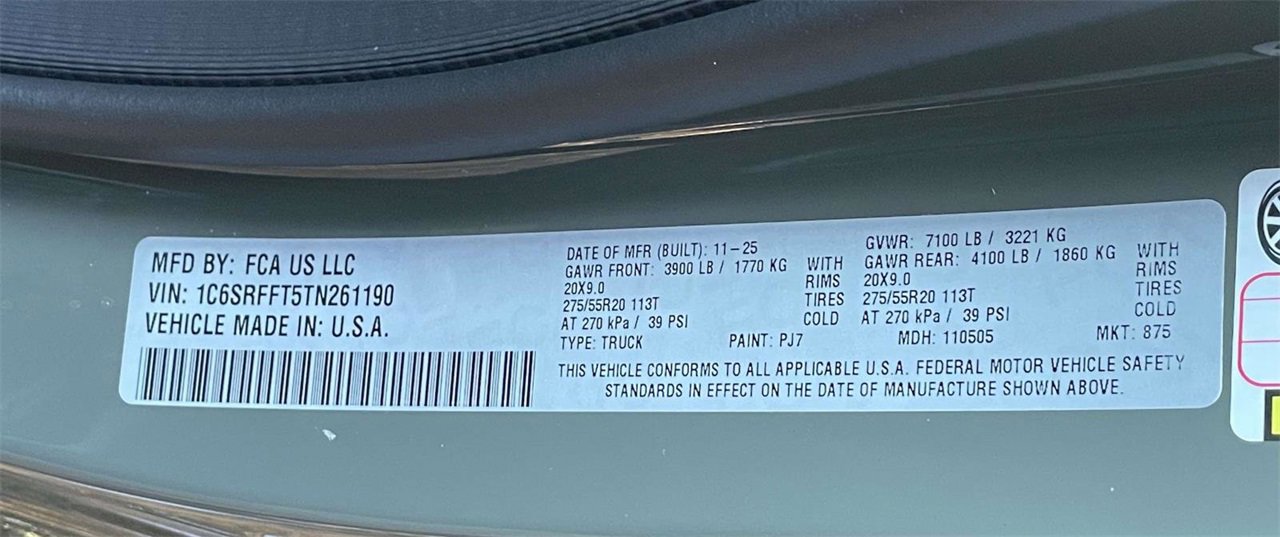 MFD BY: FCA US LLC
VIN: 1C6SRFFT5TN261190
VEHICLE MADE IN: U.S.A.
DATE OF MFR (BUILT): 11-25
GAWR FRONT: 3900 LB / 1770 KG WITH
20X9.0 RIMS
275/55R20 113T TIRES
AT 270 kPa / 39 PSI COLD
GVWR: 7100 LB / 3221 KG
GAWR REAR: 4100 LB / 1860 KG WITH
20X9.0 RIMS
275/55R20 113T TIRES
AT 270 kPa / 39 PSI COLD
TYPE: TRUCK PAINT: PJ7 MDH: 110505 MKT: 875
THIS VEHICLE CONFORMS TO ALL APPLICABLE U.S.A. FEDERAL MOTOR VEHICLE SAFETY
STANDARDS IN EFFECT ON THE DATE OF MANUFACTURE SHOWN ABOVE.